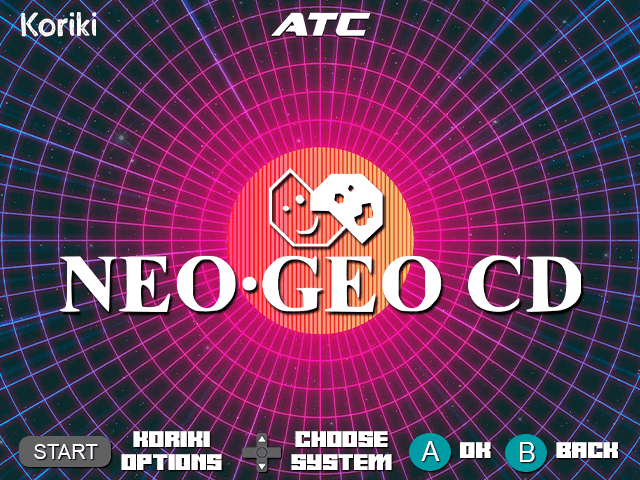 Koriki
ATC
NEO·GEO CD
START
KORIKI
OPTIONS
CHOOSE
SYSTEM
A
OK
B
BACK